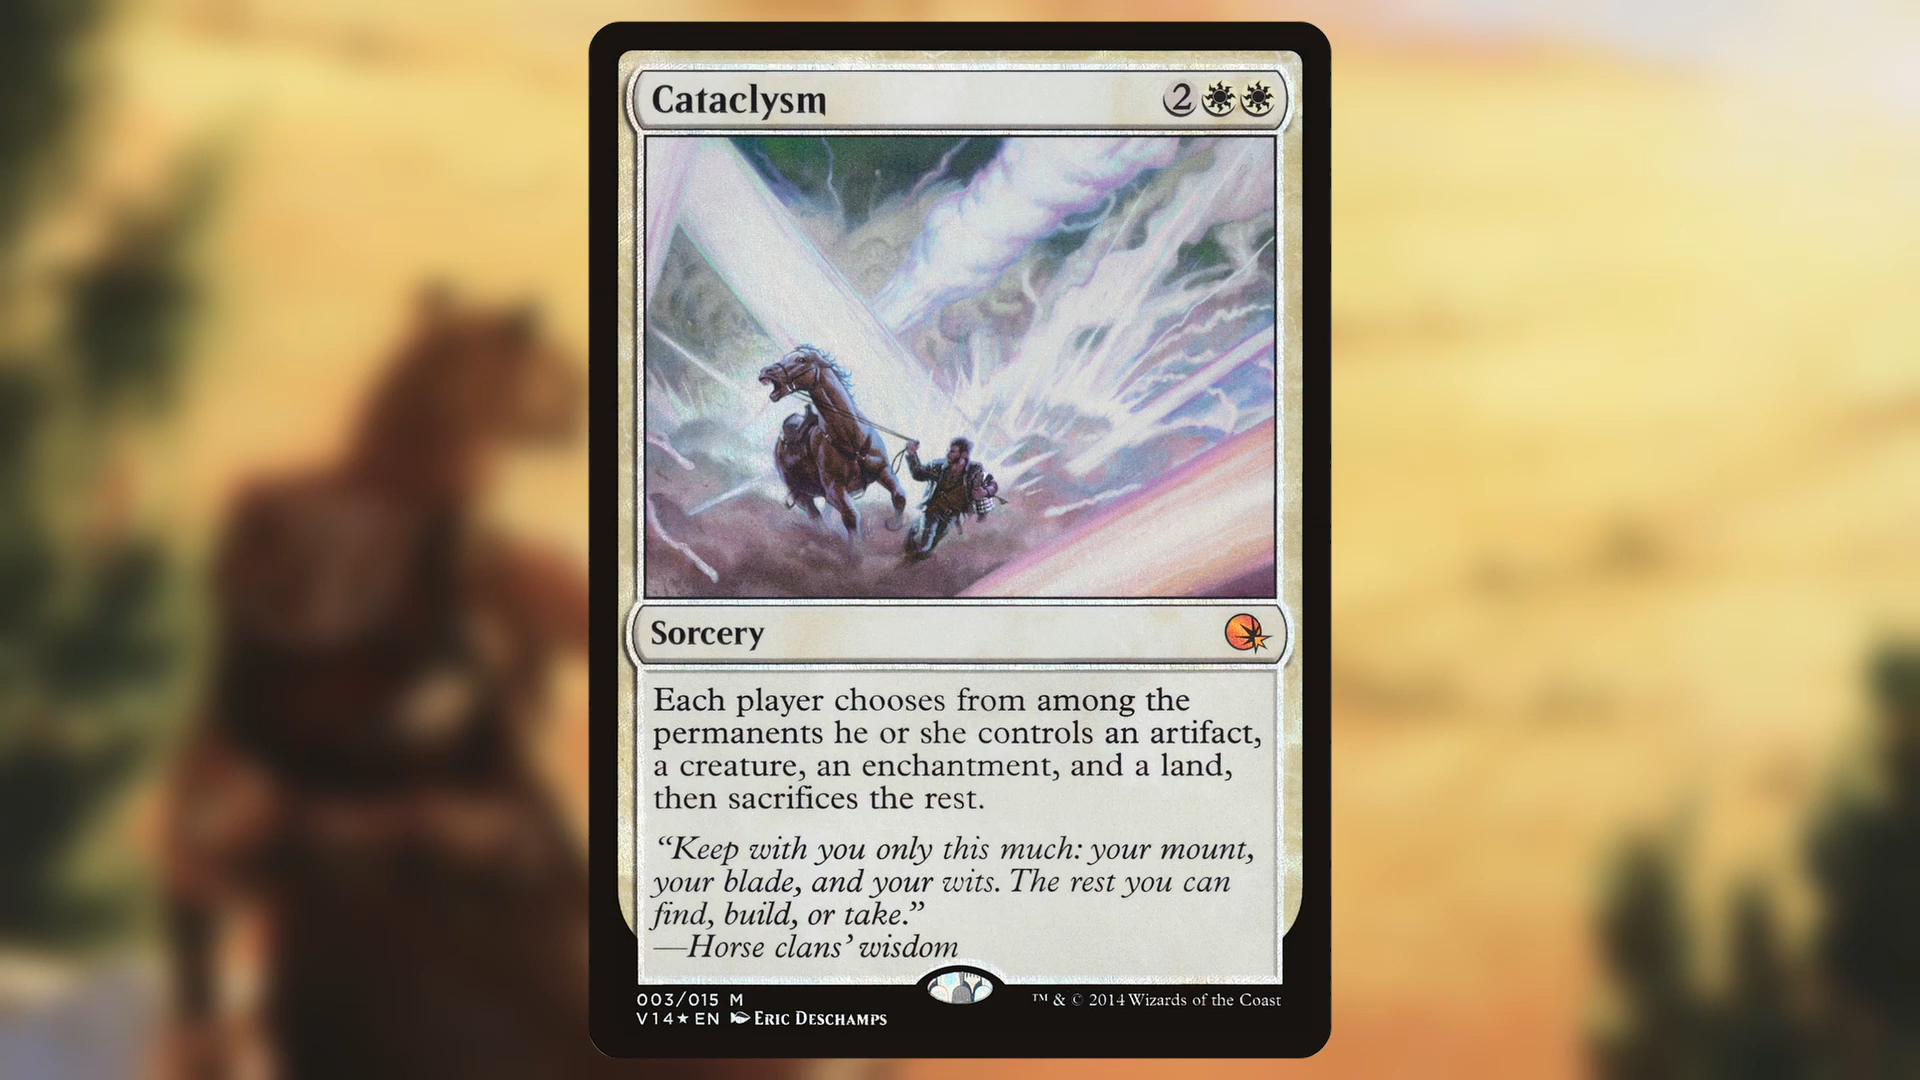 Cataclysm 2
Sorcery
Each player chooses from among the
permanents he or she controls an artifact,
a creature, an enchantment, and a land,
then sacrifices the rest.
“Keep with you only this much: your mount,
your blade, and your wits. The rest you can
find, build, or take.”
—Horse clans’ wisdom
003/015 M
™ & © 2014 Wizards of the Coast
V14★EN Eric Deschamps